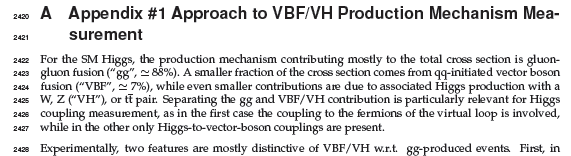 2420 A Appendix #1 Approach to VBF/VH Production Mechanism Mea-
2421 surement
2422 For the SM Higgs, the production mechanism contributing mostly to the total cross section is gluon-
2423 gluon fusion ("gg", ≃ 88%). A smaller fraction of the cross section comes from qq-initiated vector boson
2424 fusion ("VBF", ≃ 7%), while even smaller contributions are due to associated Higgs production with a
2425 W, Z ("VH"), or tt̄ pair. Separating the gg and VBF/VH contribution is particularly relevant for Higgs
2426 coupling measurement, as in the first case the coupling to the fermions of the virtual loop is involved,
2427 while in the other only Higgs-to-vector-boson couplings are present.
2428 Experimentally, two features are mostly distinctive of VBF/VH w.r.t. gg-produced events. First, in